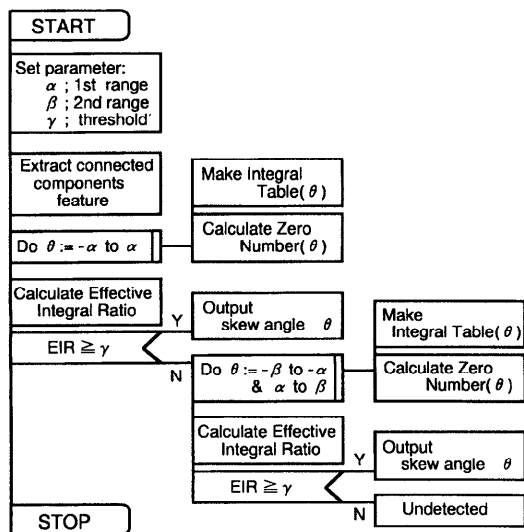 START
Set parameter:
α ; 1st range
β ; 2nd range
γ ; threshold
Extract connected
components
feature
Make Integral
Table(θ)
Do θ := -α to α
Calculate Zero
Number(θ)
Calculate Effective
Integral Ratio
EIR ≧ γ
Y
Output
skew angle θ
N
Do θ := -β to -α
& α to β
Make
Integral Table(θ)
Calculate Zero
Number(θ)
Calculate Effective
Integral Ratio
EIR ≧ γ
Y
Output
skew angle θ
N
Undetected
STOP